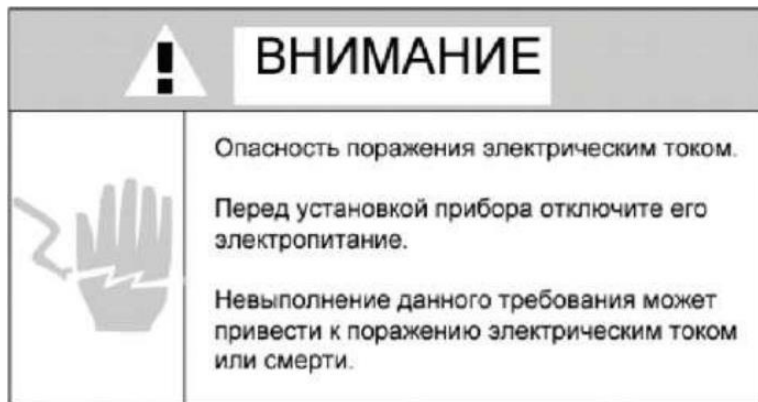 ВНИМАНИЕ
Опасность поражения электрическим током.
Перед установкой прибора отключите его
электропитание.
Невыполнение данного требования может
привести к поражению электрическим током
или смерти.